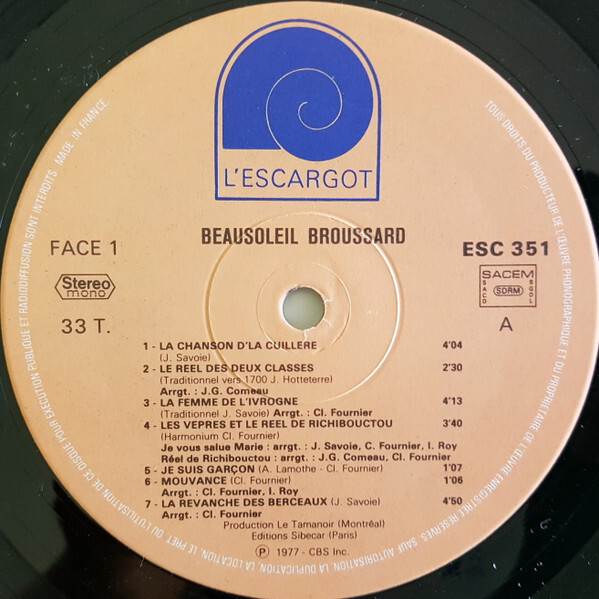 L'ESCARGOT
BEAUSOLEIL BROUSSARD
FACE 1
ESC 351
Stereo
mono
SACEM
SACD
SDRM
SGDL
33 T.
A
1 - LA CHANSON D'LA CUILLERE 4'04
(J. Savoie)
2 - LE REEL DES DEUX CLASSES 2'30
(Traditionnel vers 1700 J. Hotteterre)
Arrgt. : J.G. Comeau
3 - LA FEMME DE L'IVROGNE 4'13
(Traditionnel J. Savoie) Arrgt. : Cl. Fournier
4 - LES VEPRES ET LE REEL DE RICHIBOUCTOU 3'40
(Harmonium Cl. Fournier)
Je vous salue Marie : arrgt. : J. Savoie, C. Fournier, I. Roy
Réel de Richibouctou : arrgt. : J.G. Comeau, Cl. Fournier
5 - JE SUIS GARÇON (A. Lamothe - Cl. Fournier) 1'07
6 - MOUVANCE (Cl. Fournier) 1'06
Arrgt. : Cl. Fournier, I. Roy
7 - LA REVANCHE DES BERCEAUX (J. Savoie) 4'50
Arrgt. : Cl. Fournier
Production Le Tamanoir (Montréal)
Editions Sibecar (Paris)
℗ 1977 - CBS Inc.
TOUS DROITS DU PRODUCTEUR DE L'ŒUVRE PHONOGRAPHIQUE ET DU PROPRIETAIRE DE L'ŒUVRE ENREGISTREE RESERVES SAUF AUTORISATION, LA DUPLICATION, LA LOCATION, LE PRET OU L'UTILISATION DE CE DISQUE POUR EXECUTION PUBLIQUE ET RADIODIFFUSION SONT INTERDITS MADE IN FRANCE